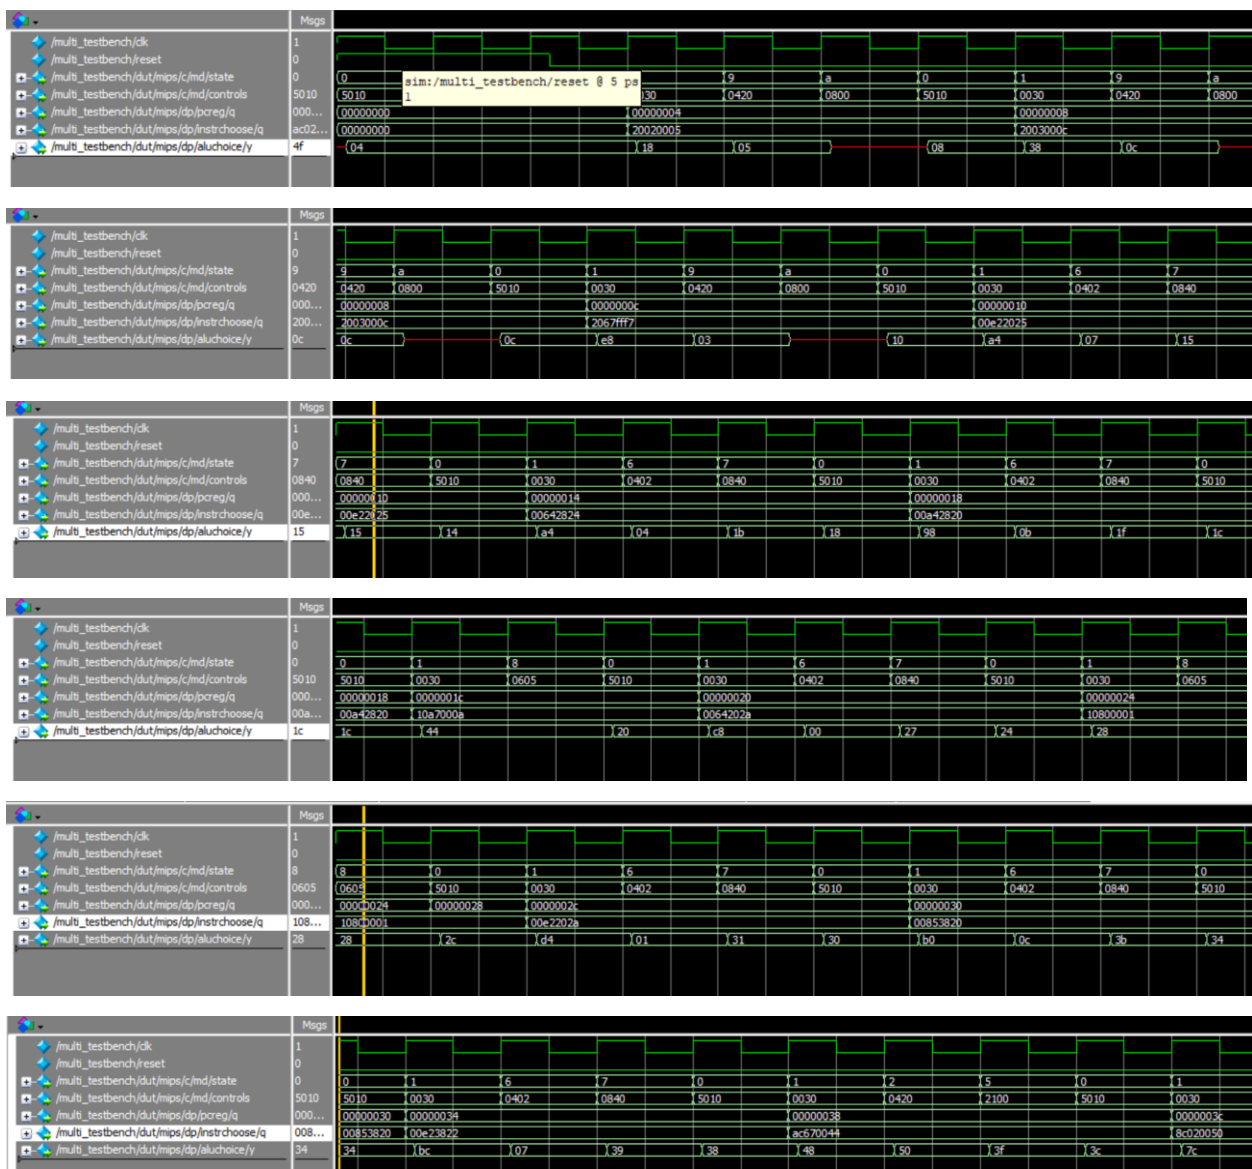 Msgs
/multi_testbench/clk 1
/multi_testbench/reset 0
/multi_testbench/dut/mips/c/md/state 0 0 9 a 0 1 9 a
/multi_testbench/dut/mips/c/md/controls 5010 5010 030 0420 0800 5010 0030 0420 0800
/multi_testbench/dut/mips/dp/pcreg/q 000... 00000000 00000004 00000008
/multi_testbench/dut/mips/dp/instrchoose/q ac02... 00000000 20020005 2003000c
/multi_testbench/dut/mips/dp/aluchoice/y 4f 04 18 05 08 38 0c
sim:/multi_testbench/reset @ 5 ps
1
Msgs
/multi_testbench/clk 1
/multi_testbench/reset 0
/multi_testbench/dut/mips/c/md/state 9 9 a 0 1 9 a 0 1 6 7
/multi_testbench/dut/mips/c/md/controls 0420 0420 0800 5010 0030 0420 0800 5010 0030 0402 0840
/multi_testbench/dut/mips/dp/pcreg/q 000... 00000008 0000000c 00000010
/multi_testbench/dut/mips/dp/instrchoose/q 200... 2003000c 2067fff7 00e22025
/multi_testbench/dut/mips/dp/aluchoice/y 0c 0c 0c e8 03 10 a4 07 15
Msgs
/multi_testbench/clk 1
/multi_testbench/reset 0
/multi_testbench/dut/mips/c/md/state 7 7 0 1 6 7 0 1 6 7 0
/multi_testbench/dut/mips/c/md/controls 0840 0840 5010 0030 0402 0840 5010 0030 0402 0840 5010
/multi_testbench/dut/mips/dp/pcreg/q 000... 00000010 00000014 00000018
/multi_testbench/dut/mips/dp/instrchoose/q 00e... 00e22025 00642824 00a42820
/multi_testbench/dut/mips/dp/aluchoice/y 15 15 14 a4 04 1b 18 98 0b 1f 1c
Msgs
/multi_testbench/clk 1
/multi_testbench/reset 0
/multi_testbench/dut/mips/c/md/state 0 0 1 8 0 1 6 7 0 1 8
/multi_testbench/dut/mips/c/md/controls 5010 5010 0030 0605 5010 0030 0402 0840 5010 0030 0605
/multi_testbench/dut/mips/dp/pcreg/q 000... 00000018 0000001c 00000020 00000024
/multi_testbench/dut/mips/dp/instrchoose/q 00a... 00a42820 10a7000a 0064202a 10800001
/multi_testbench/dut/mips/dp/aluchoice/y 1c 1c 44 20 c8 00 27 24 28
Msgs
/multi_testbench/clk 1
/multi_testbench/reset 0
/multi_testbench/dut/mips/c/md/state 8 8 0 1 6 7 0 1 6 7 0
/multi_testbench/dut/mips/c/md/controls 0605 0605 5010 0030 0402 0840 5010 0030 0402 0840 5010
/multi_testbench/dut/mips/dp/pcreg/q 000... 00000024 00000028 0000002c 00000030
/multi_testbench/dut/mips/dp/instrchoose/q 108... 10800001 00e2202a 00853820
/multi_testbench/dut/mips/dp/aluchoice/y 28 28 2c d4 01 31 30 b0 0c 3b 34
Msgs
/multi_testbench/clk 1
/multi_testbench/reset 0
/multi_testbench/dut/mips/c/md/state 0 0 1 6 7 0 1 2 5 0 1
/multi_testbench/dut/mips/c/md/controls 5010 5010 0030 0402 0840 5010 0030 0420 2100 5010 0030
/multi_testbench/dut/mips/dp/pcreg/q 000... 00000030 00000034 00000038 0000003c
/multi_testbench/dut/mips/dp/instrchoose/q 008... 00853820 00e23822 ac670044 8c020050
/multi_testbench/dut/mips/dp/aluchoice/y 34 34 bc 07 39 38 48 50 3f 3c 7c